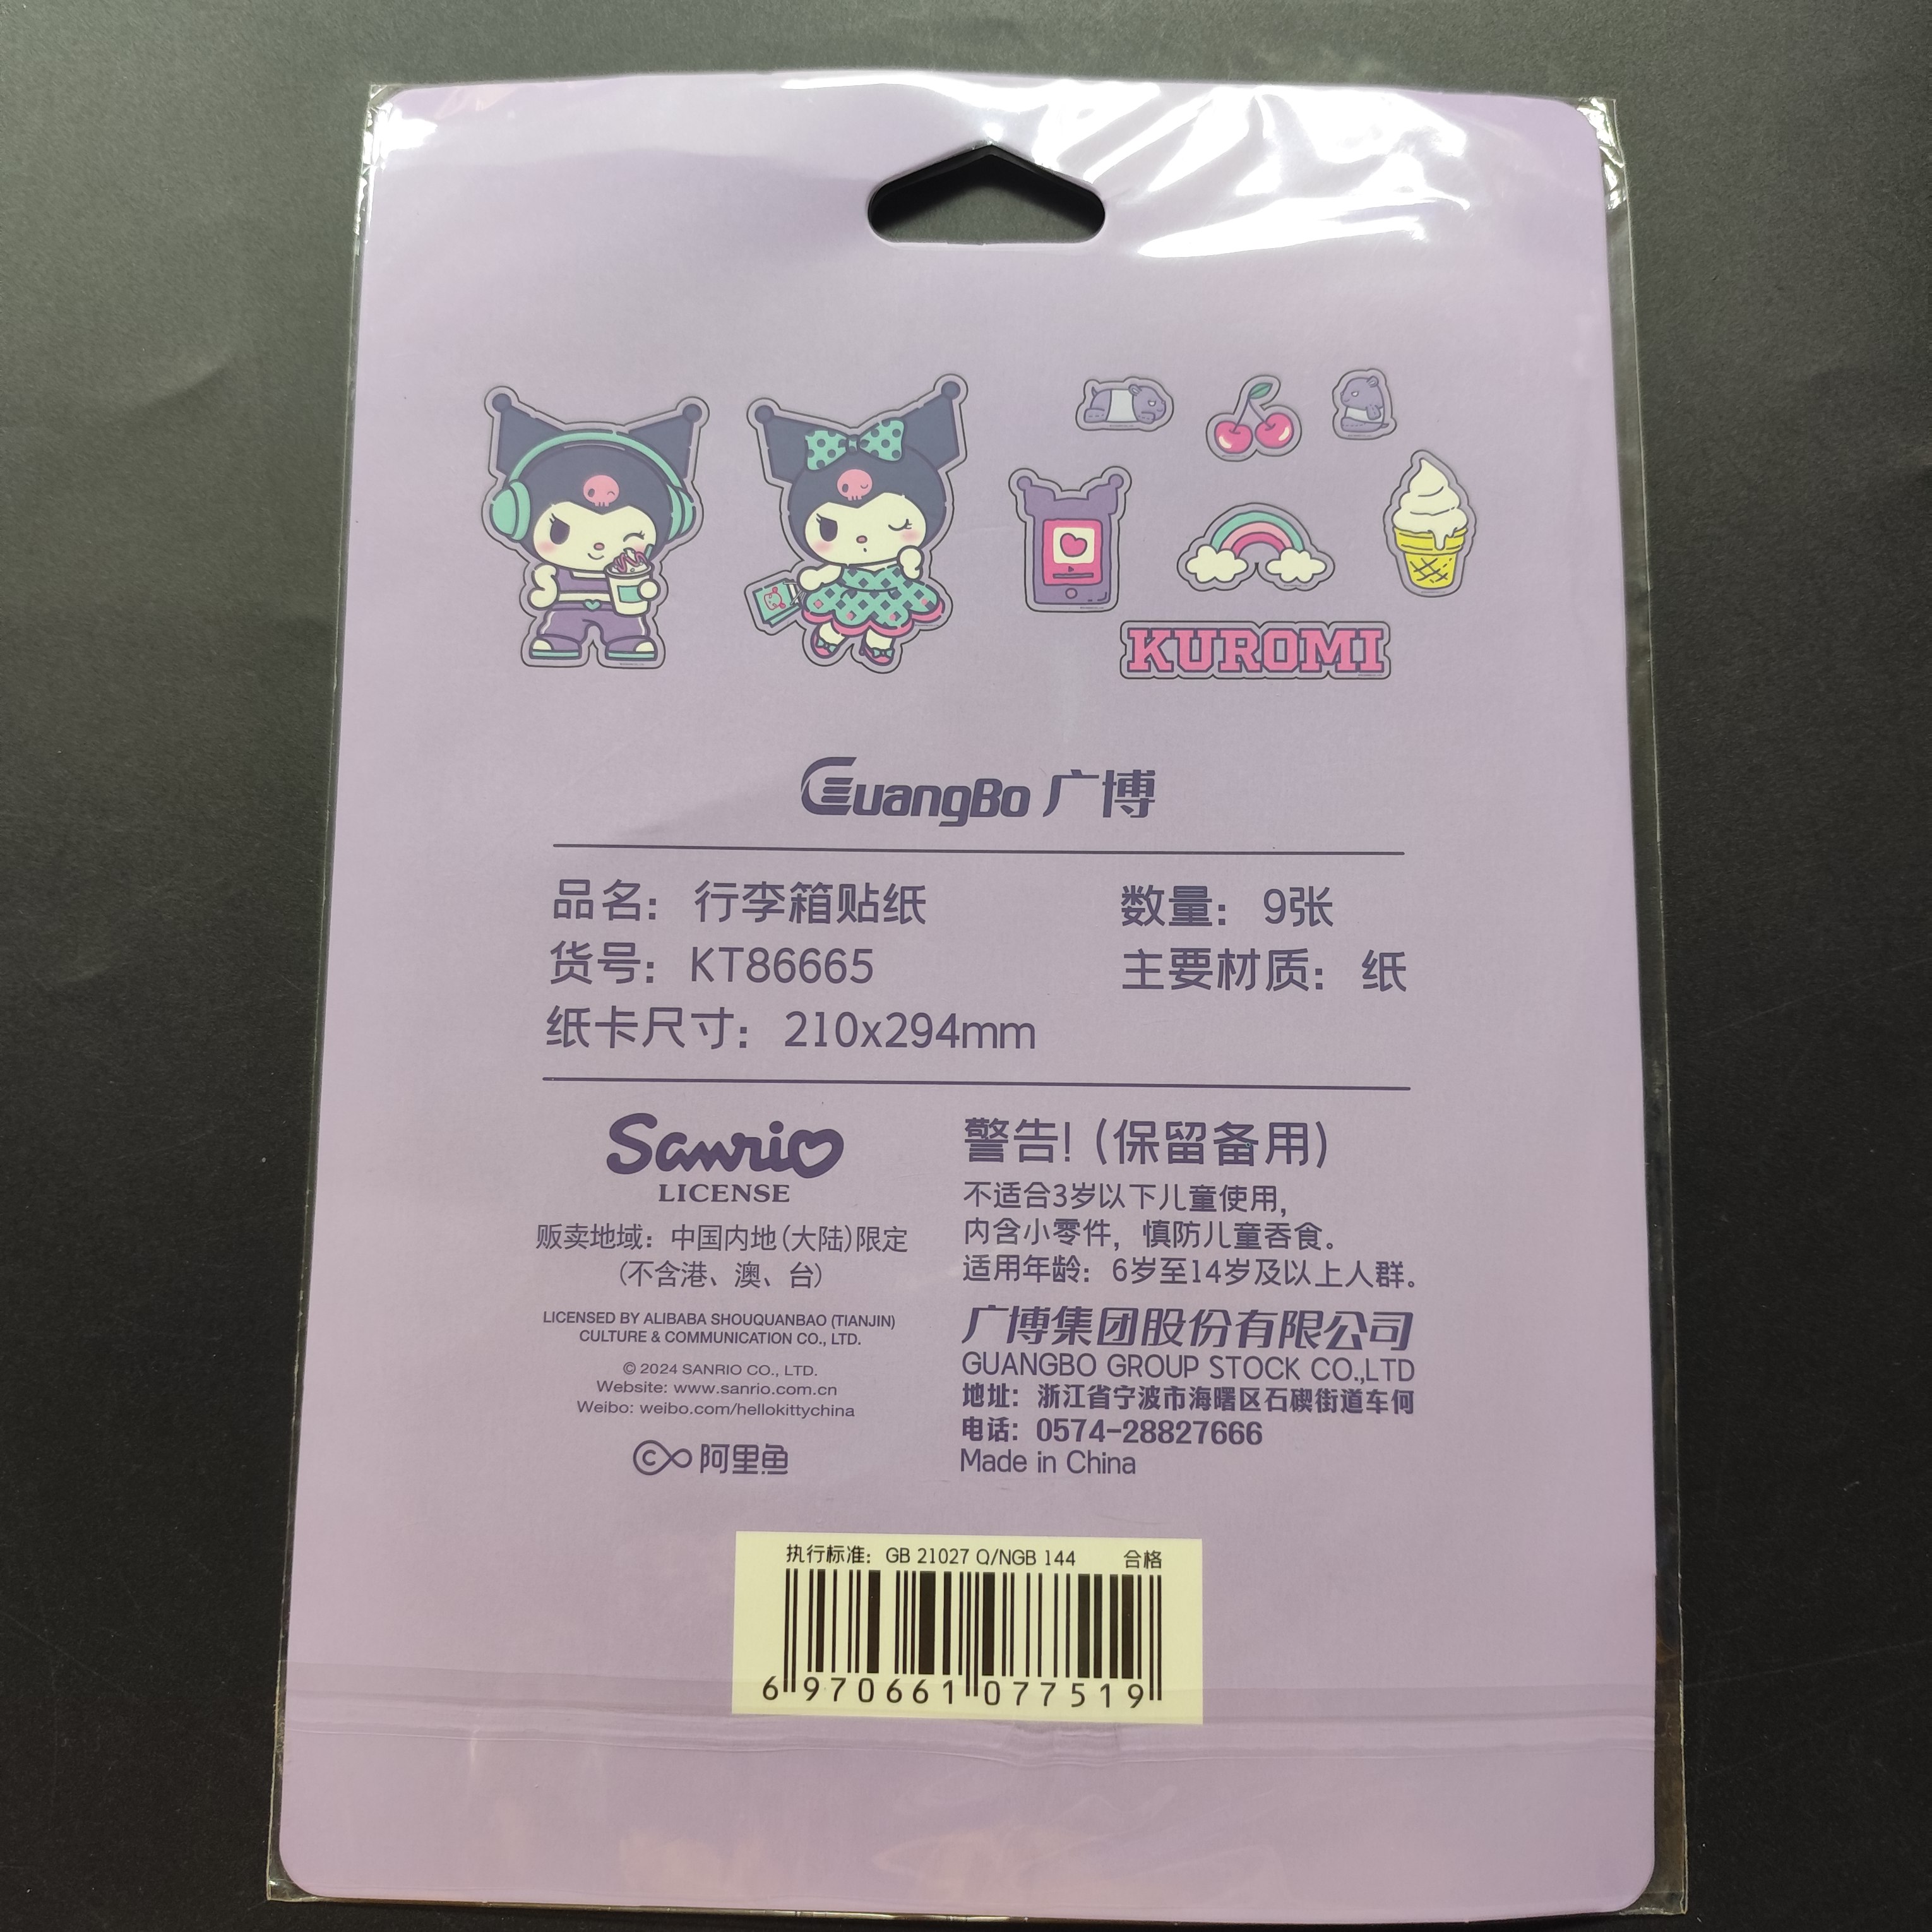 KUROMI
GuangBo 广博
品名：行李箱贴纸
数量：9张
货号：KT86665
主要材质：纸
纸卡尺寸：210x294mm
Sanrio
LICENSE
贩卖地域：中国内地(大陆)限定
(不含港、澳、台)
LICENSED BY ALIBABA SHOUQUANBAO (TIANJIN)
CULTURE & COMMUNICATION CO., LTD.
© 2024 SANRIO CO., LTD.
Website: www.sanrio.com.cn
Weibo: weibo.com/hellokittychina
阿里鱼
警告!(保留备用)
不适合3岁以下儿童使用,
内含小零件，慎防儿童吞食。
适用年龄：6岁至14岁及以上人群。
广博集团股份有限公司
GUANGBO GROUP STOCK CO.,LTD
地址：浙江省宁波市海曙区石碶街道车何
电话：0574-28827666
Made in China
执行标准：GB 21027 Q/NGB 144 合格
6 970661 077519